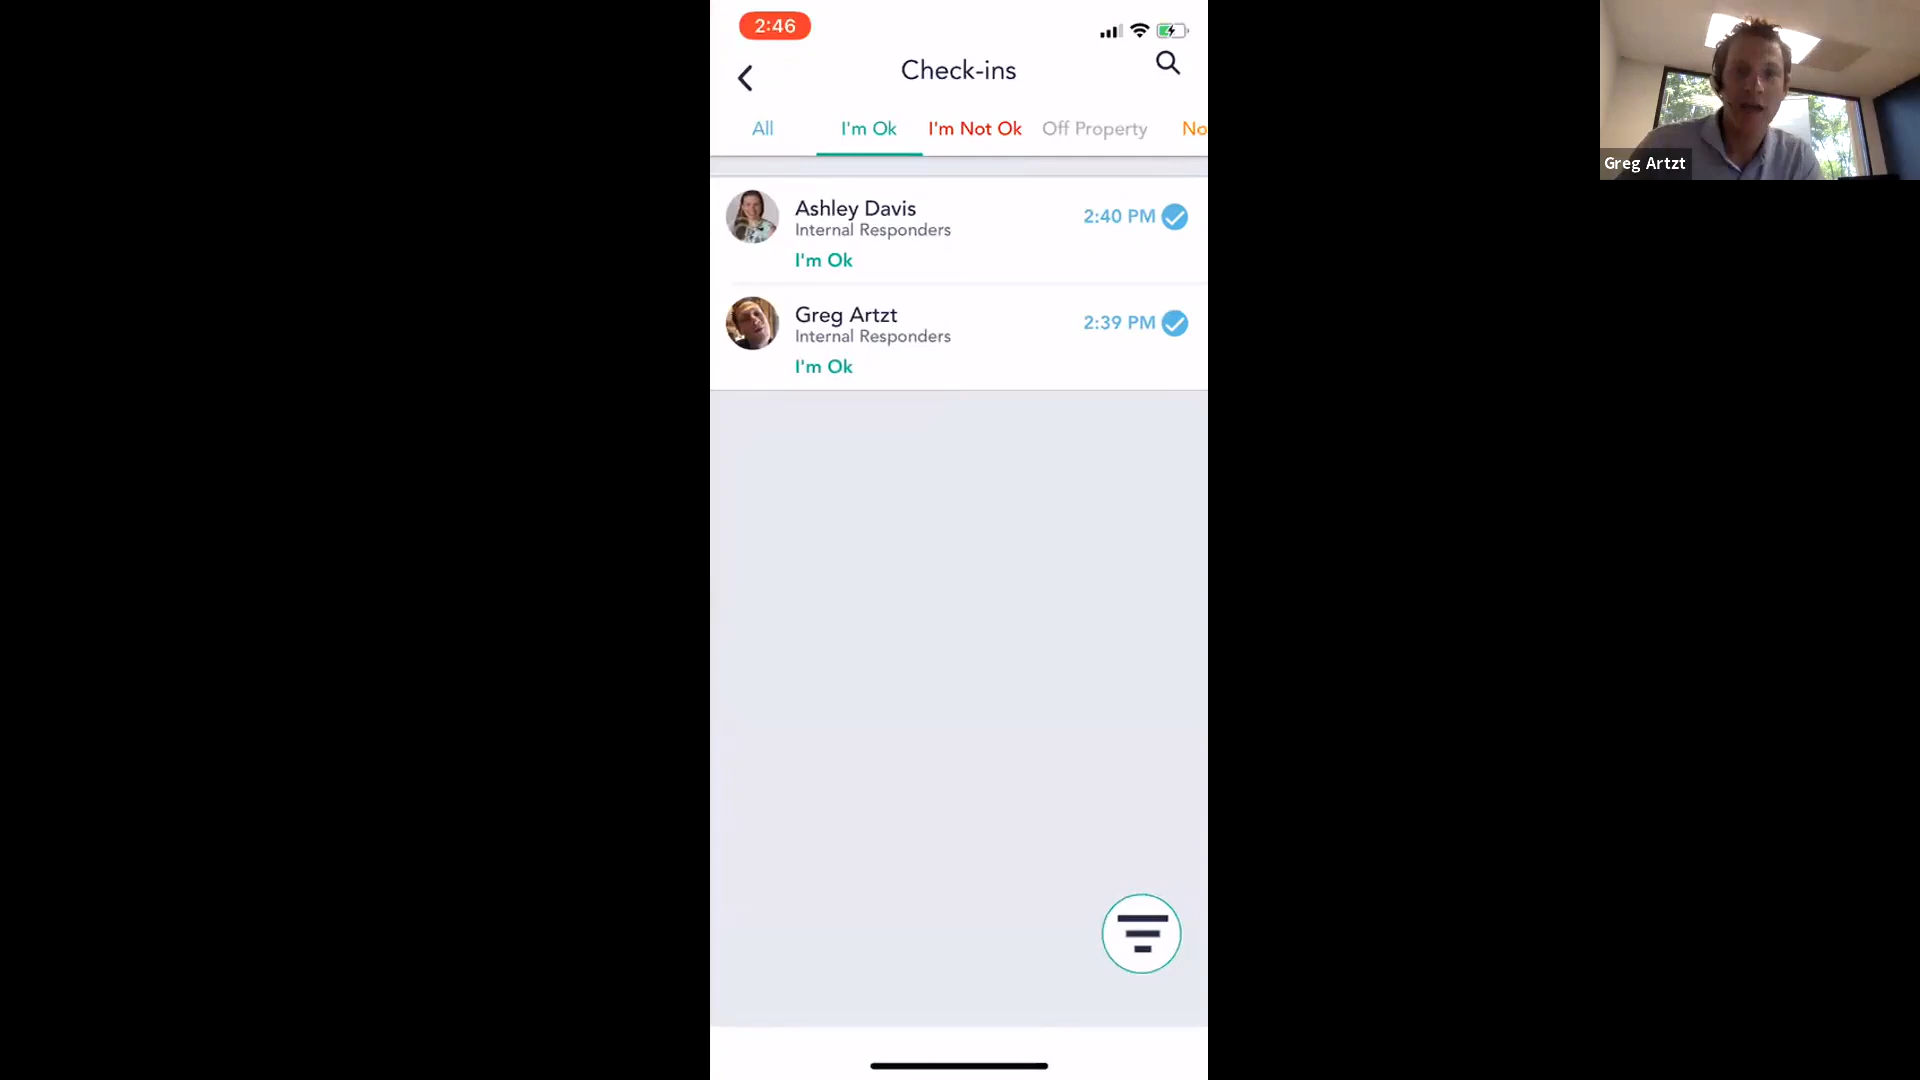 2:46
Check-ins
All I'm Ok I'm Not Ok Off Property No
Ashley Davis
2:40 PM
Internal Responders
I'm Ok
Greg Artzt
2:39 PM
Internal Responders
I'm Ok
Greg Artzt